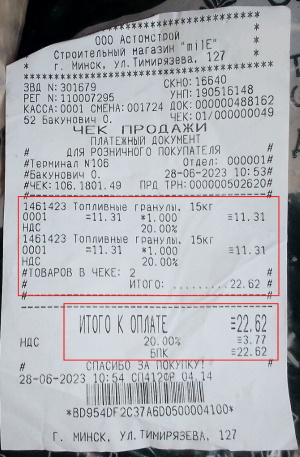 ООО Астомстрой
Строительный магазин "milE"
г. МИНСК, УЛ.ТИМИРЯЗЕВА, 127
ЗВД N:301679 СКНО: 16640
РЕГ N:110007295 УНП:190516148
КАССА:0001 СМЕНА:001724 ДОК:000000488162
52 Бакунович О. ЧЕК:01/000000049
ЧЕК ПРОДАЖИ
ПЛАТЕЖНЫЙ ДОКУМЕНТ
# ДЛЯ РОЗНИЧНОГО ПОКУПАТЕЛЯ #
#Терминал N106 Отдел: 000001#
#Бакунович О. 28-06-2023 10:53#
#ЧЕК:106.1801.49 ПРД ТРН:000000502620#
1461423 Топливные гранулы. 15кг
0001 ≡11.31 *1.000 ≡11.31
НДС 20.00%
1461423 Топливные гранулы. 15кг
0001 ≡11.31 *1.000 ≡11.31
НДС 20.00%
#ТОВАРОВ В ЧЕКЕ: 2 #
# ИТОГО: .........22.62
ИТОГО К ОПЛАТЕ ≡22.62
НДС 20.00% ≡3.77
БПК ≡22.62
# СПАСИБО ЗА ПОКУПКУ! #
28-06-2023 10:54 СП412ФР 04.14
*BD954DF2C37A6D0500004100*
Г. МИНСК, УЛ.ТИМИРЯЗЕВА, 127